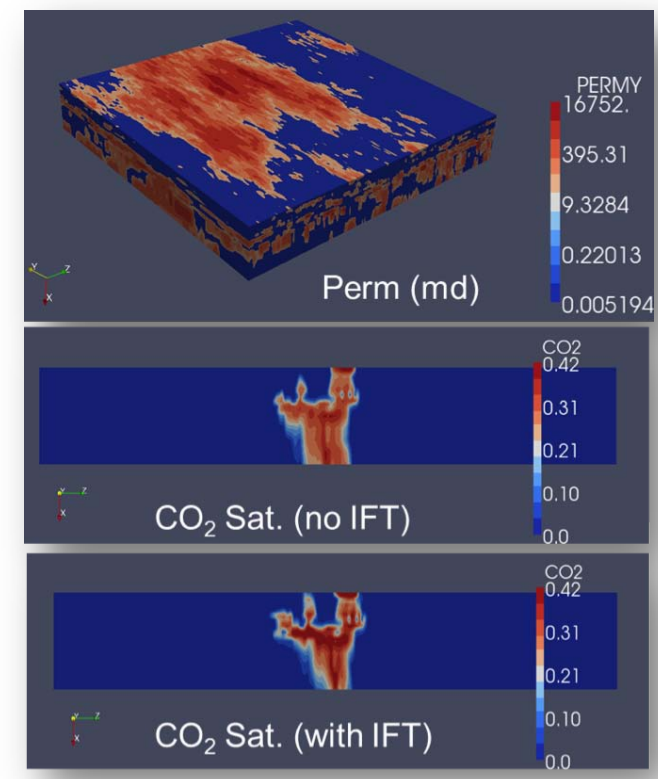 PERMY
16752.
395.31
9.3284
0.22013
0.005194
Y Z
X
Perm (md)
CO2
0.42
0.31
0.21
0.10
0.0
Y Z
X
CO₂ Sat. (no IFT)
CO2
0.42
0.31
0.21
0.10
0.0
Y Z
X
CO₂ Sat. (with IFT)